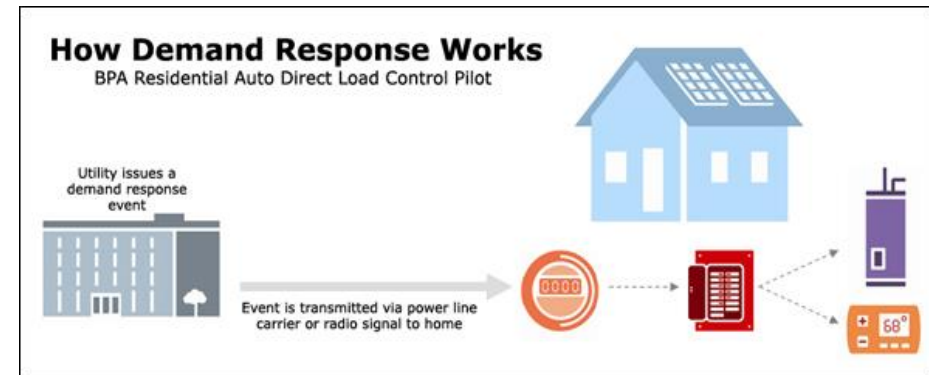 How Demand Response Works
BPA Residential Auto Direct Load Control Pilot
Utility issues a
demand response
event
Event is transmitted via power line
carrier or radio signal to home
0000
+
68°
−